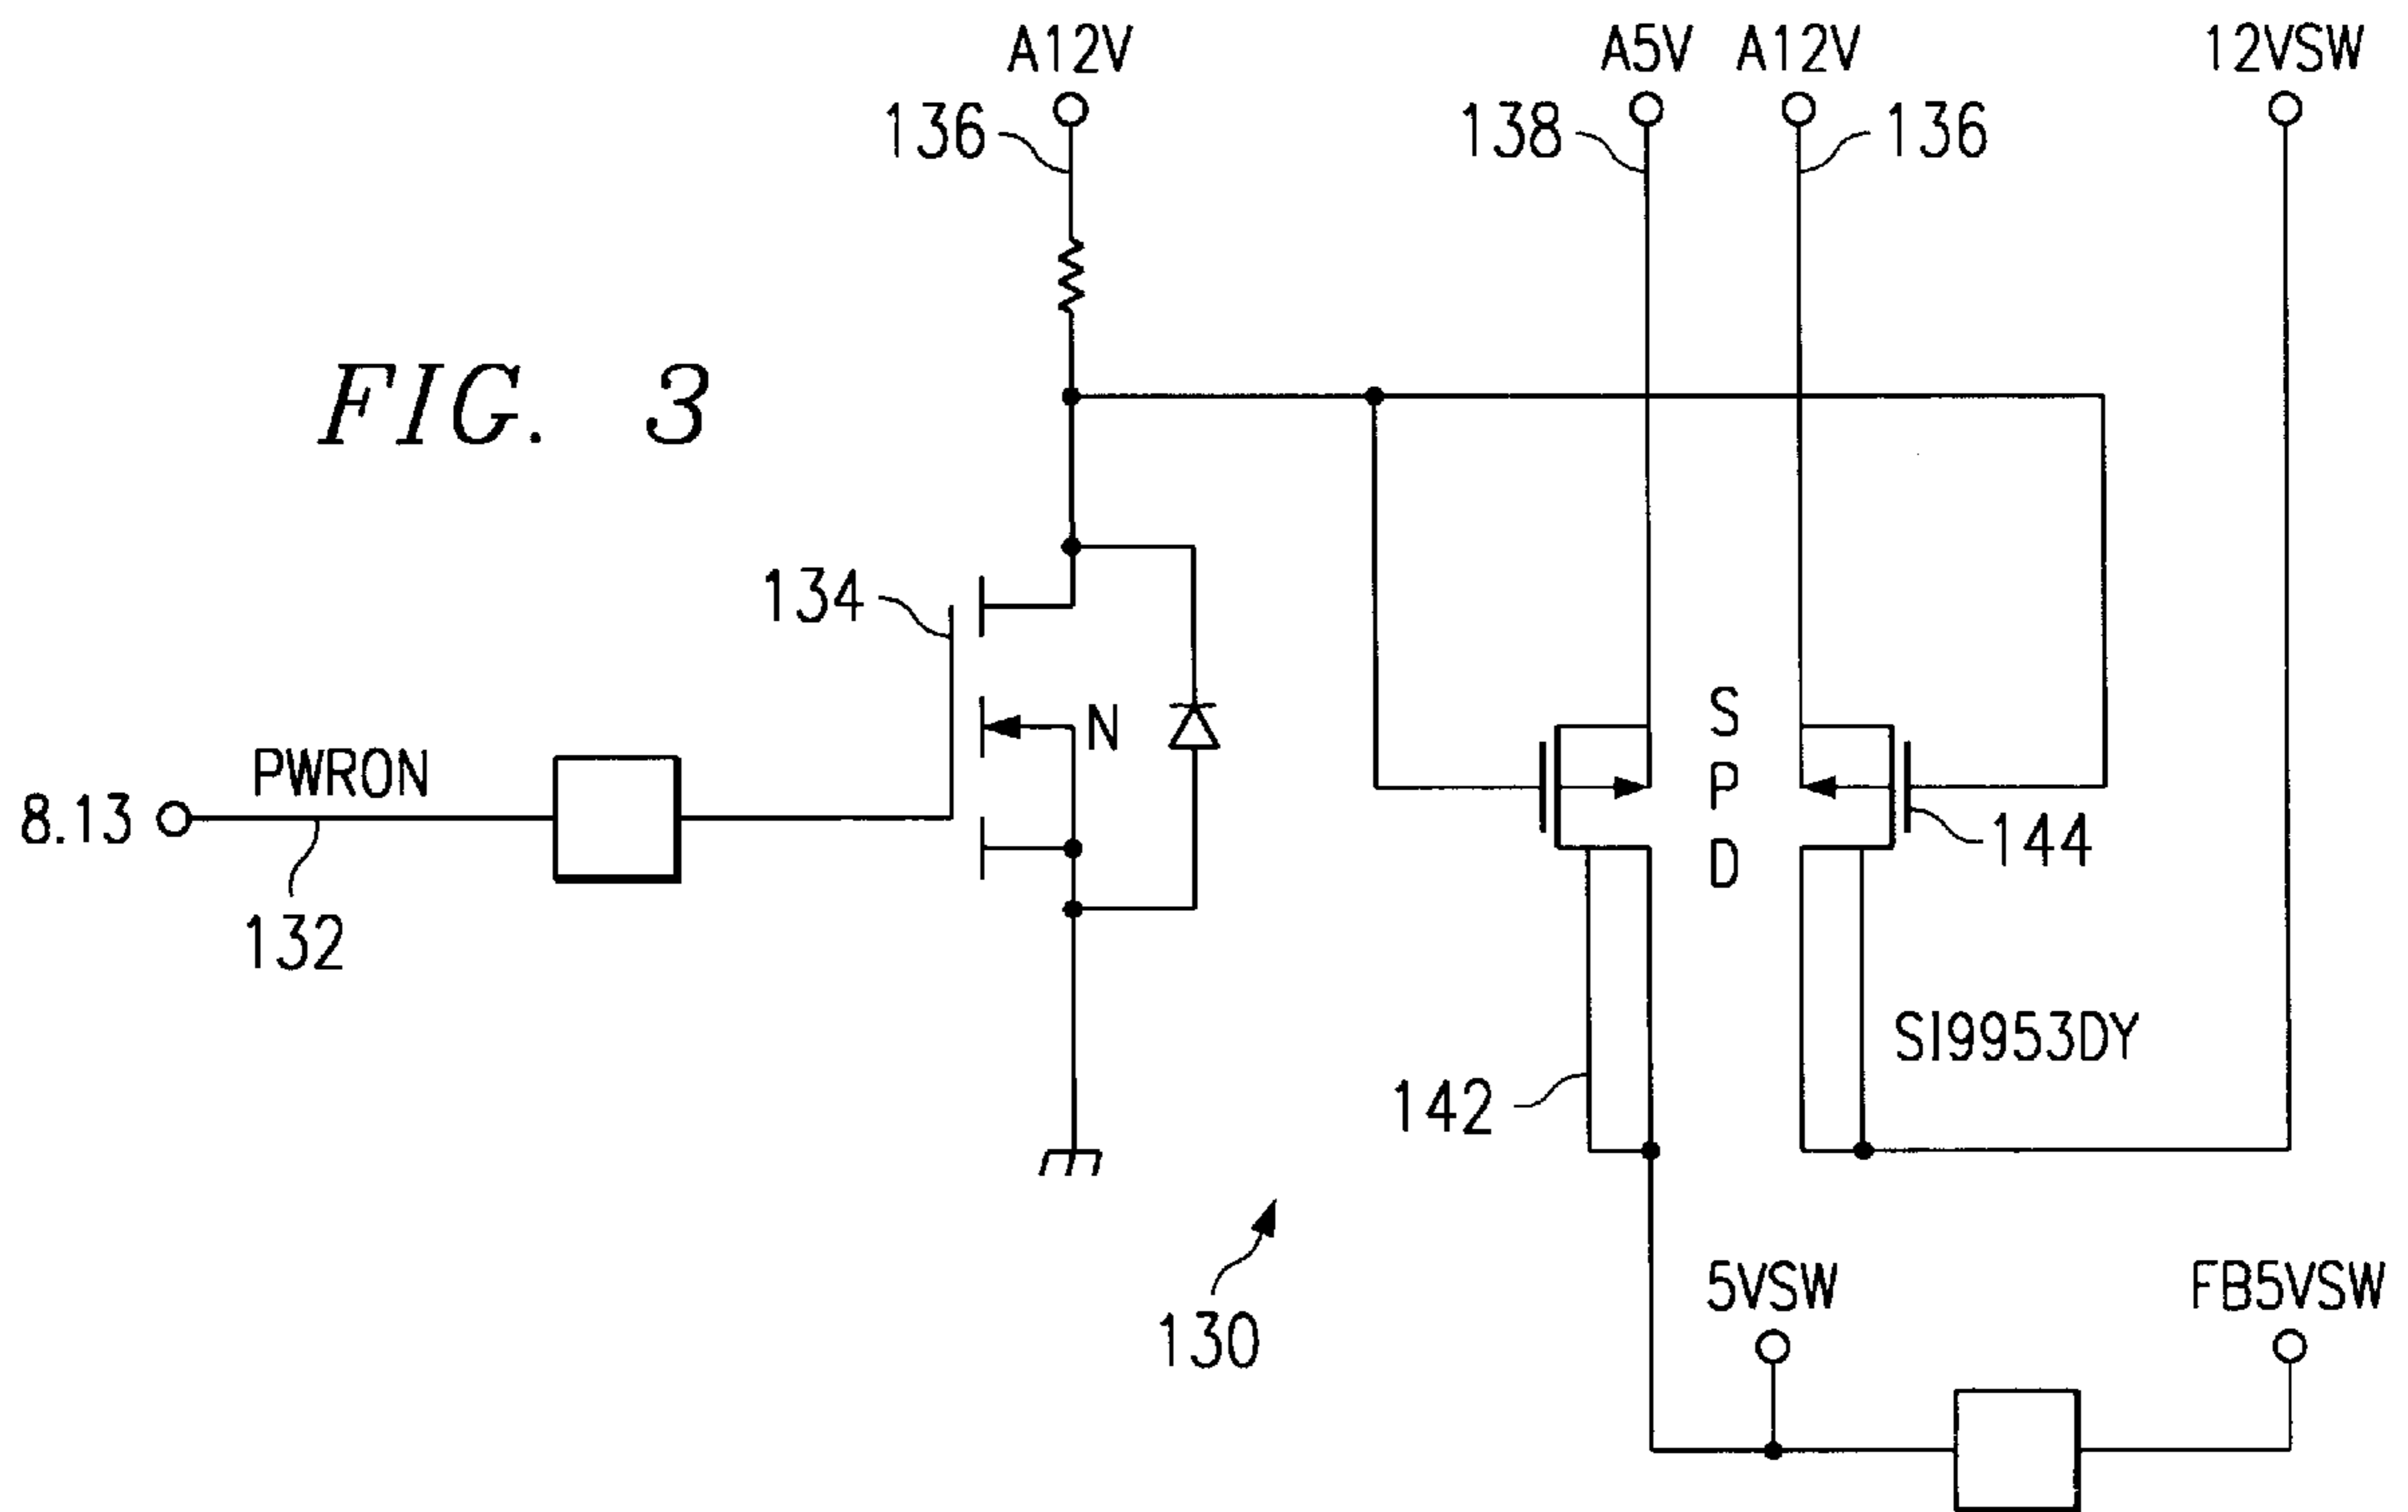 A12V
A5V
A12V
12VSW
136
138
136
FIG. 3
134
N
S
P
D
PWRON
8.13
132
144
SI9953DY
142
130
5VSW
FB5VSW